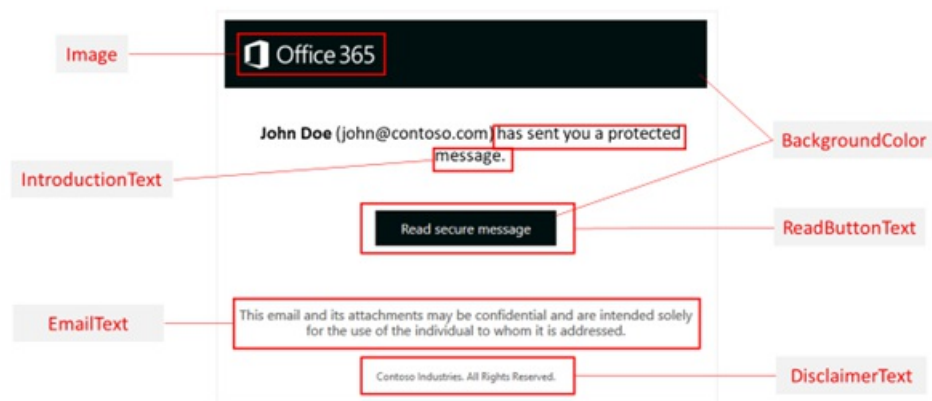 Image
Office 365
John Doe (john@contoso.com) has sent you a protected
message.
BackgroundColor
IntroductionText
Read secure message
ReadButtonText
This email and its attachments may be confidential and are intended solely
for the use of the individual to whom it is addressed.
EmailText
Contoso Industries. All Rights Reserved.
DisclaimerText